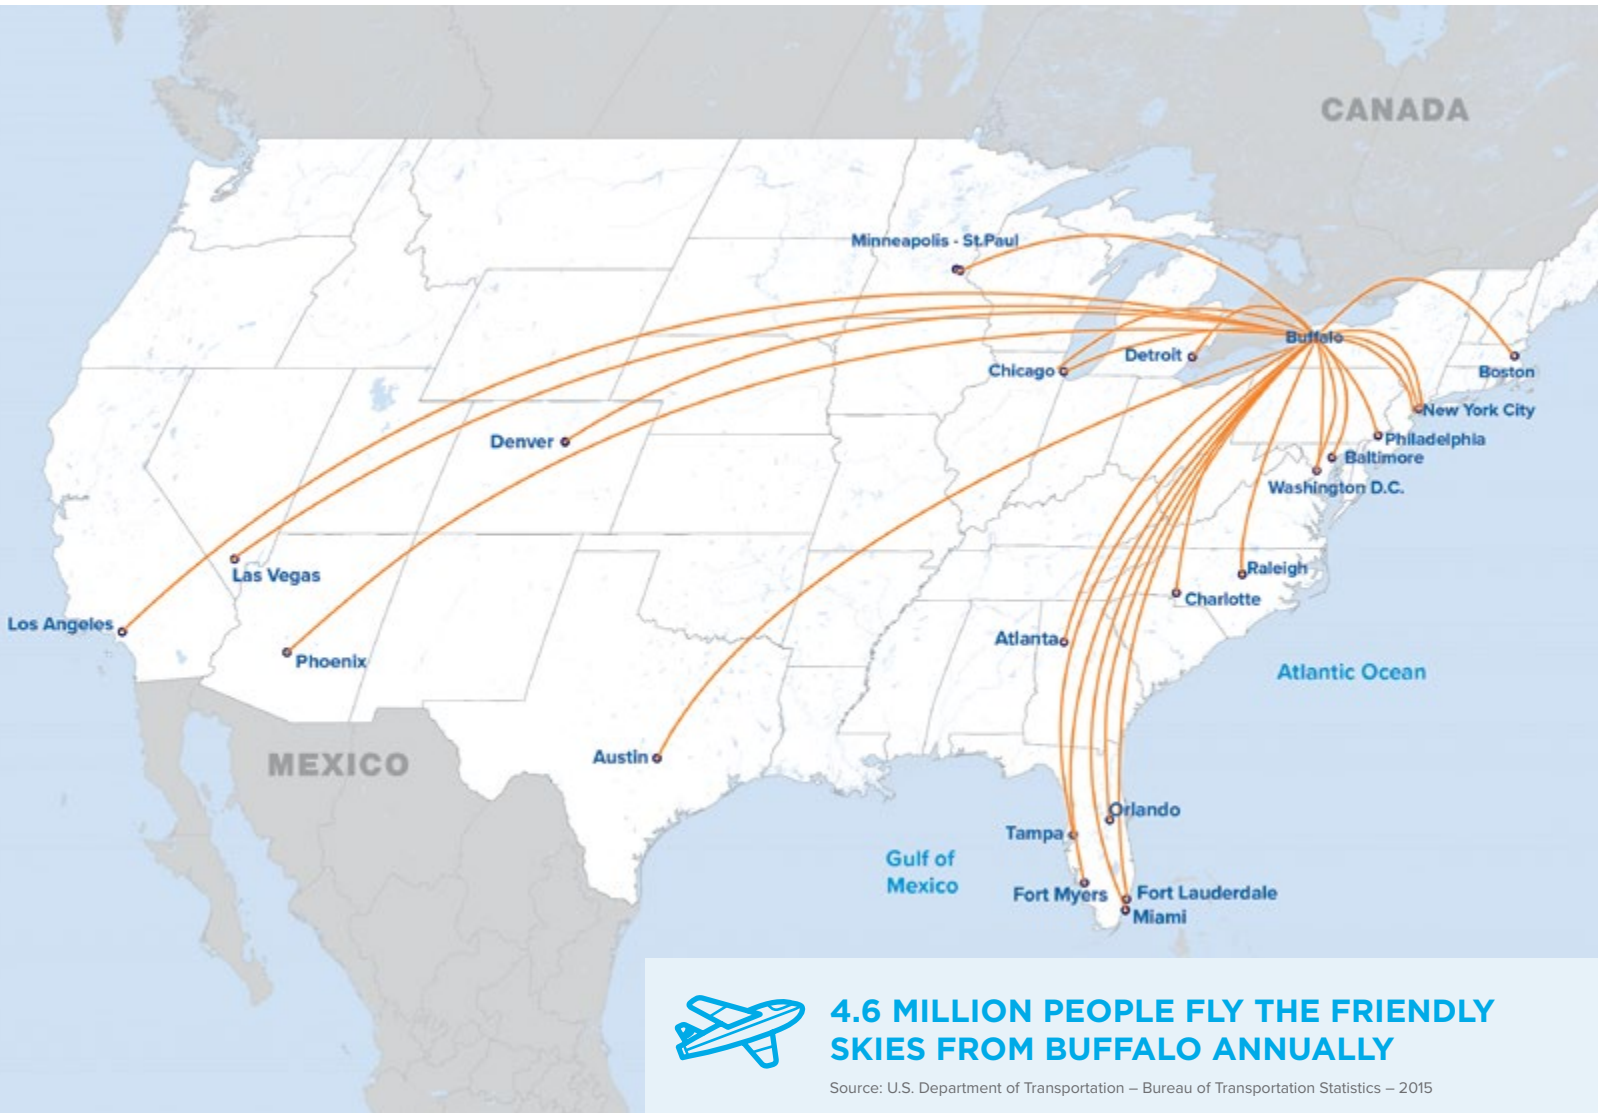 CANADA
Minneapolis - St.Paul
Buffalo
Detroit
Chicago
Boston
New York City
Denver
Philadelphia
Baltimore
Washington D.C.
Las Vegas
Raleigh
Charlotte
Los Angeles
Atlanta
Phoenix
Atlantic Ocean
Austin
MEXICO
Orlando
Tampa
Gulf of
Mexico
Fort Myers
Fort Lauderdale
Miami
4.6 MILLION PEOPLE FLY THE FRIENDLY
SKIES FROM BUFFALO ANNUALLY
Source: U.S. Department of Transportation – Bureau of Transportation Statistics – 2015